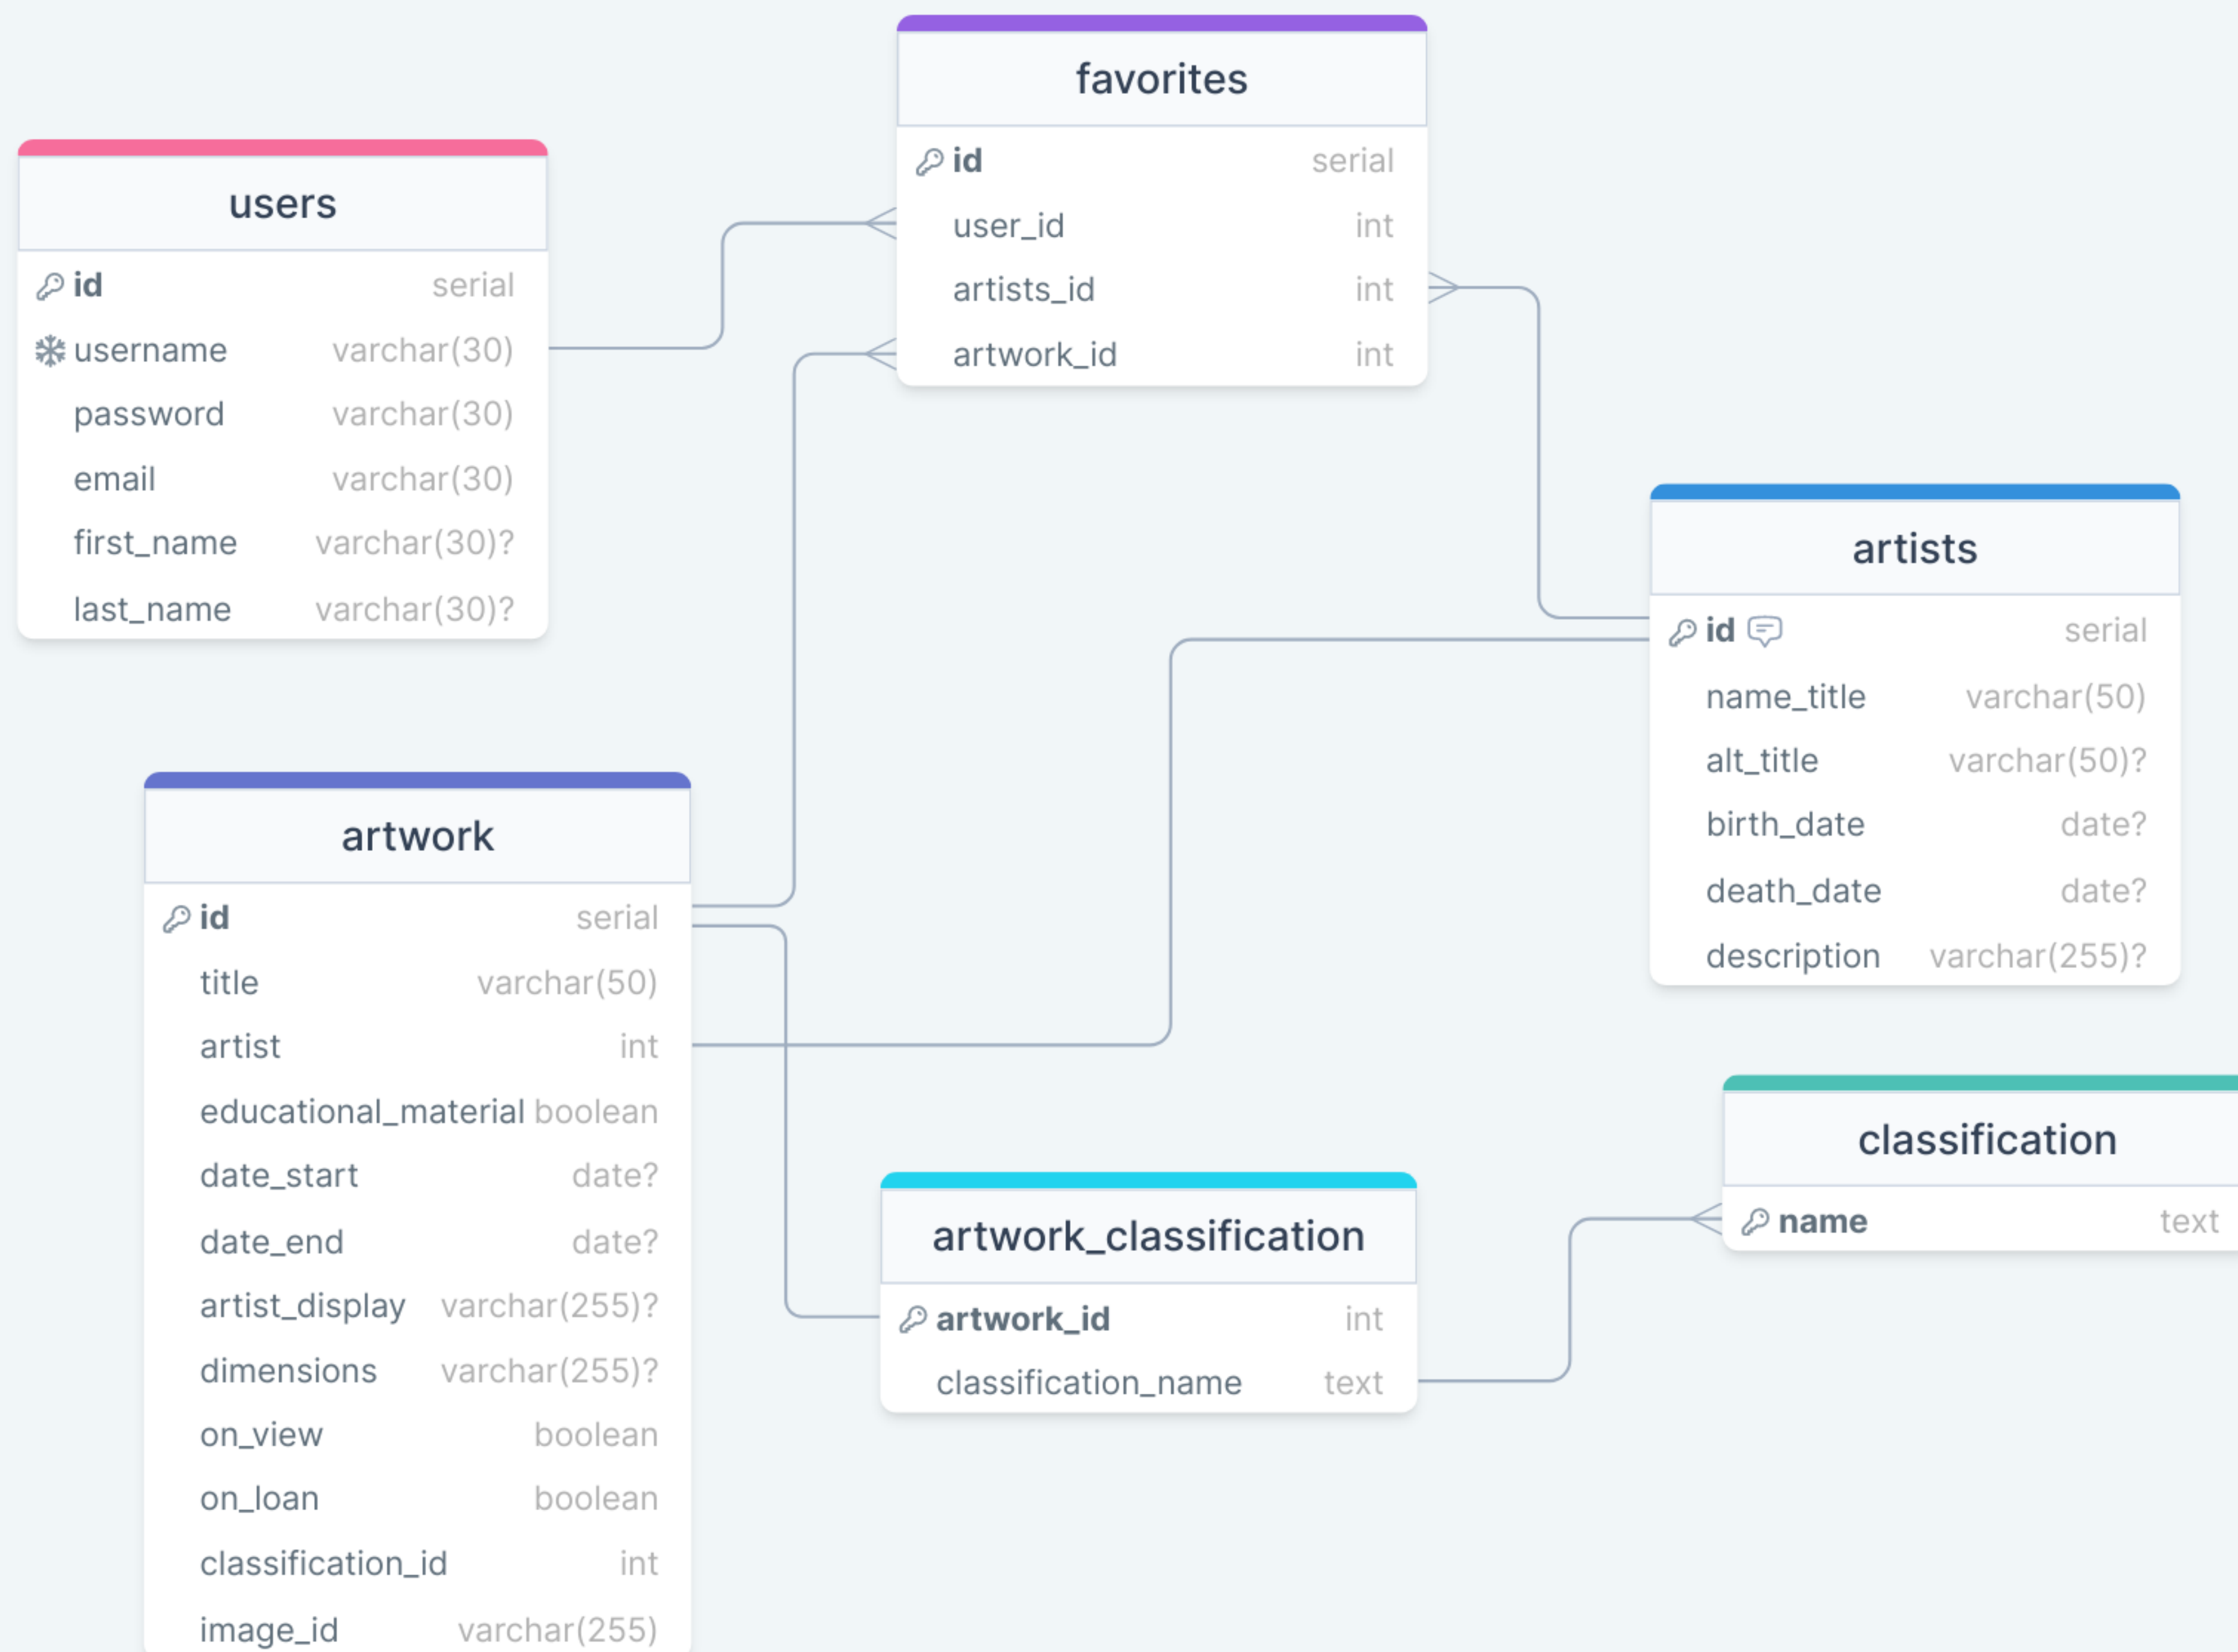 favorites
id serial
user_id int
artists_id int
artwork_id int
users
id serial
username varchar(30)
password varchar(30)
email varchar(30)
first_name varchar(30)?
last_name varchar(30)?
artists
id serial
name_title varchar(50)
alt_title varchar(50)?
birth_date date?
death_date date?
description varchar(255)?
artwork
id serial
title varchar(50)
artist int
educational_material boolean
date_start date?
date_end date?
artist_display varchar(255)?
dimensions varchar(255)?
on_view boolean
on_loan boolean
classification_id int
image_id varchar(255)
artwork_classification
artwork_id int
classification_name text
classification
name text